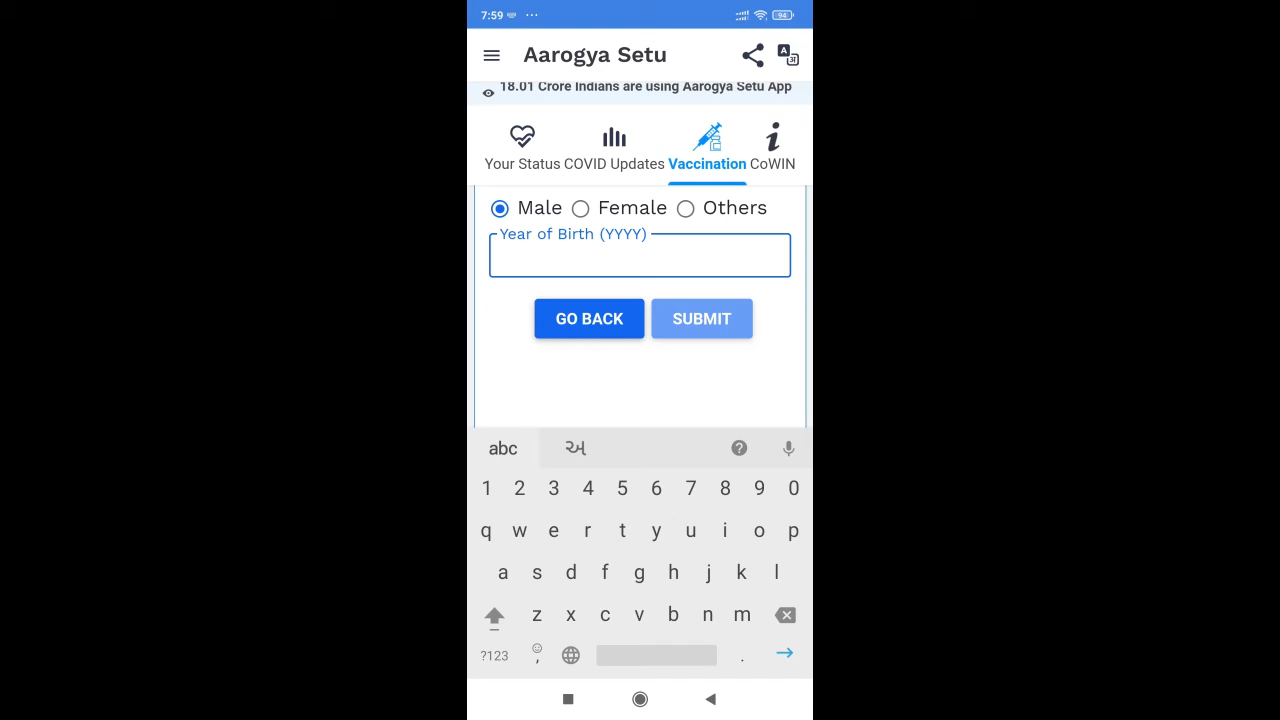 7:59 ... 94
Aarogya Setu A अ
18.01 Crore Indians are using Aarogya Setu App
Your Status COVID Updates Vaccination CoWIN
Male Female Others
Year of Birth (YYYY)
GO BACK SUBMIT
abc અ ?
1 2 3 4 5 6 7 8 9 0
q w e r t y u i o p
a s d f g h j k l
z x c v b n m
?123 , .